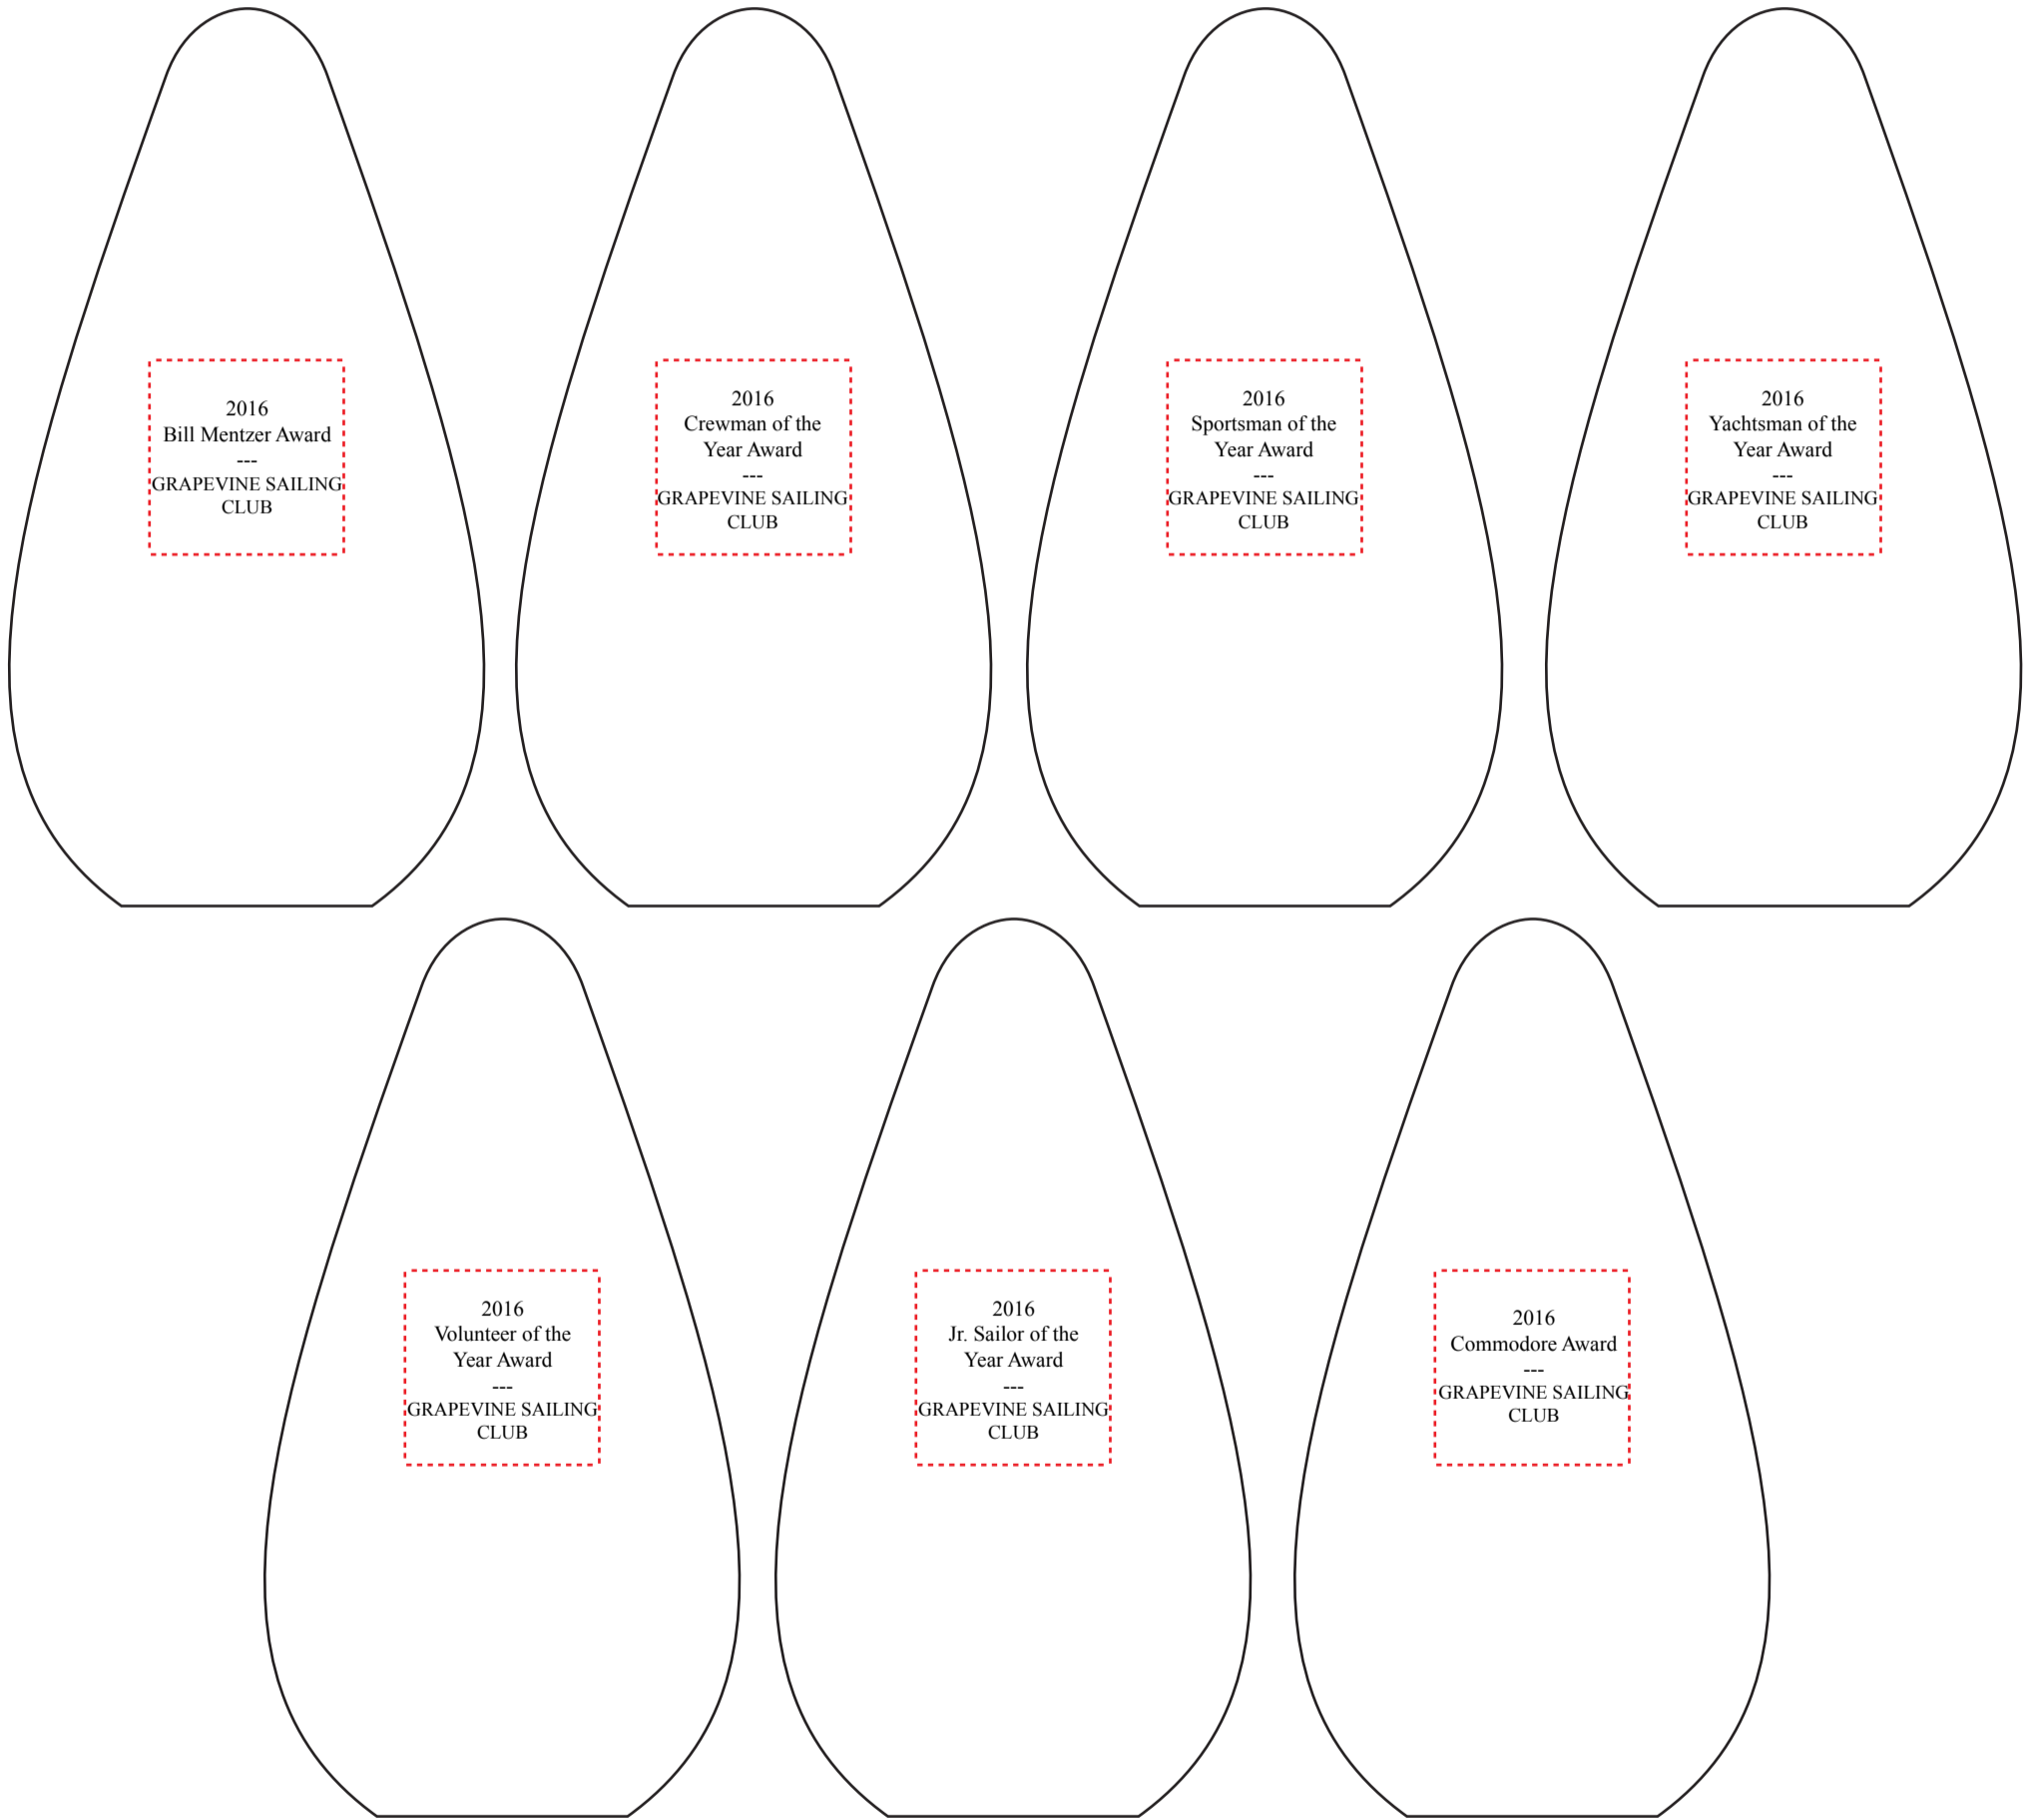 2016
Bill Mentzer Award
---
GRAPEVINE SAILING
CLUB
2016
Crewman of the
Year Award
---
GRAPEVINE SAILING
CLUB
2016
Sportsman of the
Year Award
---
GRAPEVINE SAILING
CLUB
2016
Yachtsman of the
Year Award
---
GRAPEVINE SAILING
CLUB
2016
Volunteer of the
Year Award
---
GRAPEVINE SAILING
CLUB
2016
Jr. Sailor of the
Year Award
---
GRAPEVINE SAILING
CLUB
2016
Commodore Award
---
GRAPEVINE SAILING
CLUB